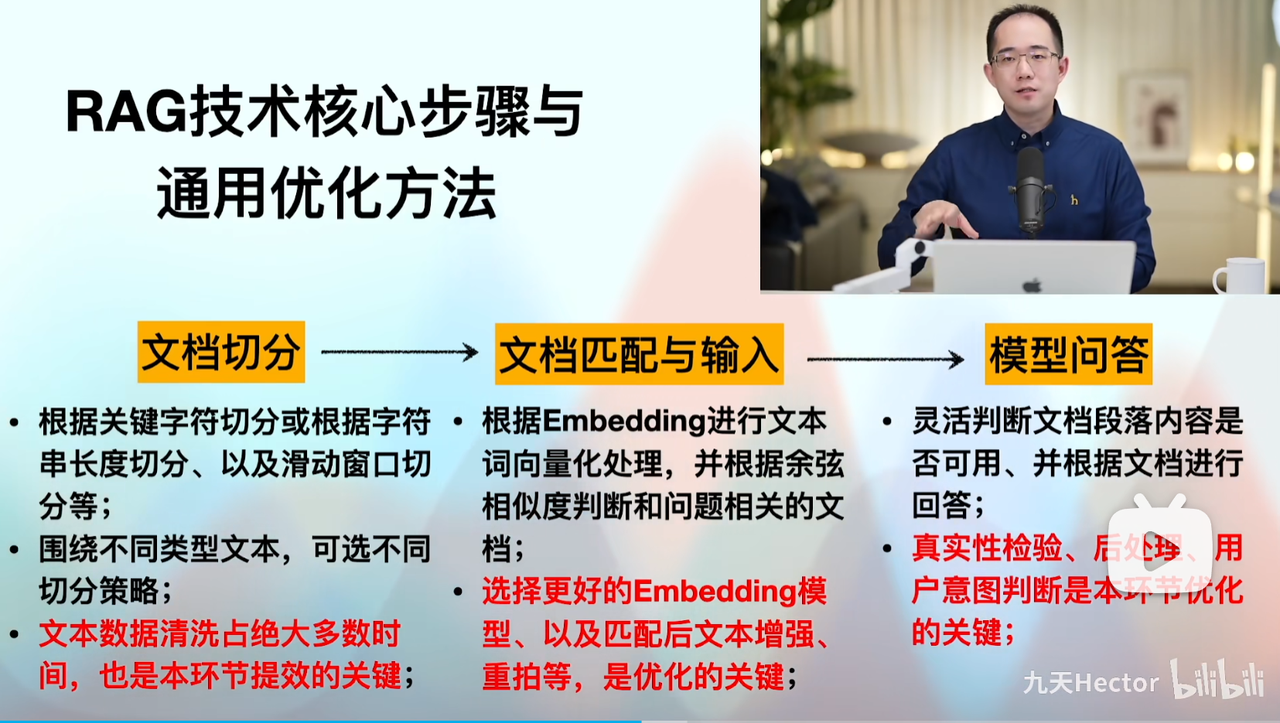 RAG技术核心步骤与
通用优化方法
文档切分
根据关键字符切分或根据字符
串长度切分、以及滑动窗口切
分等；
围绕不同类型文本，可选不同
切分策略；
文本数据清洗占绝大多数时
间，也是本环节提效的关键；
文档匹配与输入
根据Embedding进行文本
词向量化处理，并根据余弦
相似度判断和问题相关的文
档；
选择更好的Embedding模
型、以及匹配后文本增强、
重拍等，是优化的关键；
模型问答
灵活判断文档段落内容是
否可用、并根据文档进行
回答；
真实性检验、后处理、用
户意图判断是本环节优化
的关键；
h
九天Hector bilibili